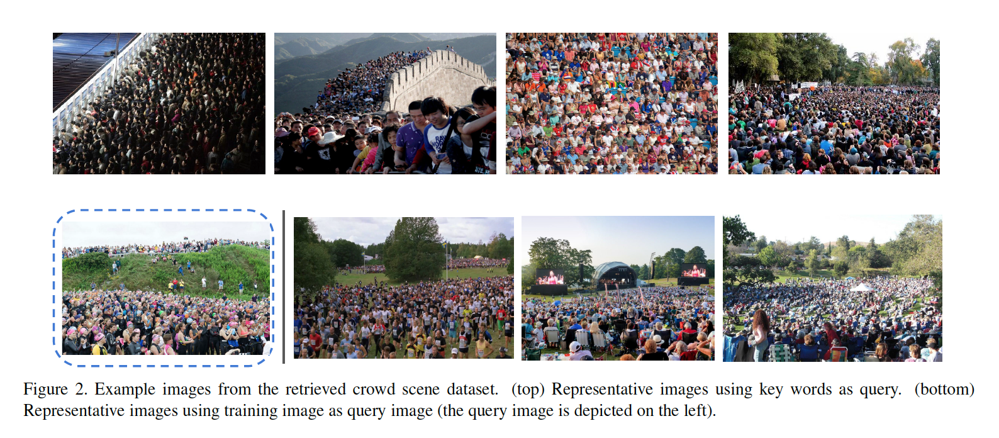 Figure 2. Example images from the retrieved crowd scene dataset. (top) Representative images using key words as query. (bottom)
Representative images using training image as query image (the query image is depicted on the left).